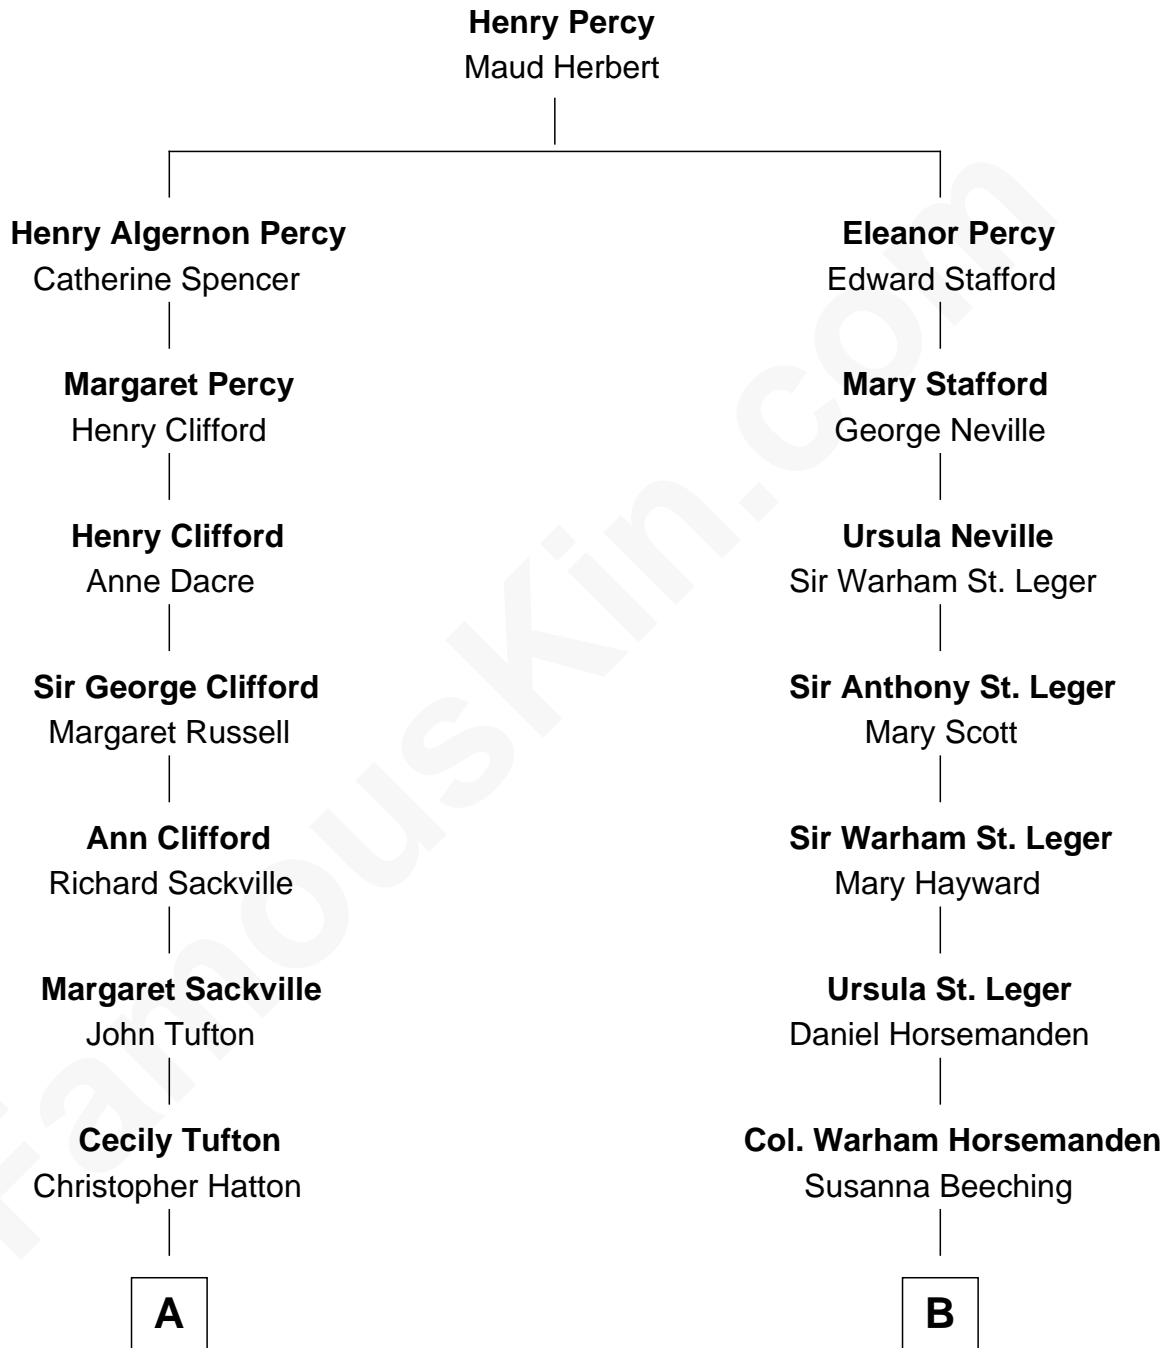 Henry Percy
Maud Herbert
Henry Algernon Percy
Catherine Spencer
Eleanor Percy
Edward Stafford
Margaret Percy
Henry Clifford
Mary Stafford
George Neville
Henry Clifford
Anne Dacre
Ursula Neville
Sir Warham St. Leger
Sir George Clifford
Margaret Russell
Sir Anthony St. Leger
Mary Scott
Ann Clifford
Richard Sackville
Sir Warham St. Leger
Mary Hayward
Margaret Sackville
John Tufton
Ursula St. Leger
Daniel Horsemanden
Cecily Tufton
Christopher Hatton
Col. Warham Horsemanden
Susanna Beeching
A
B
FamousKin.com